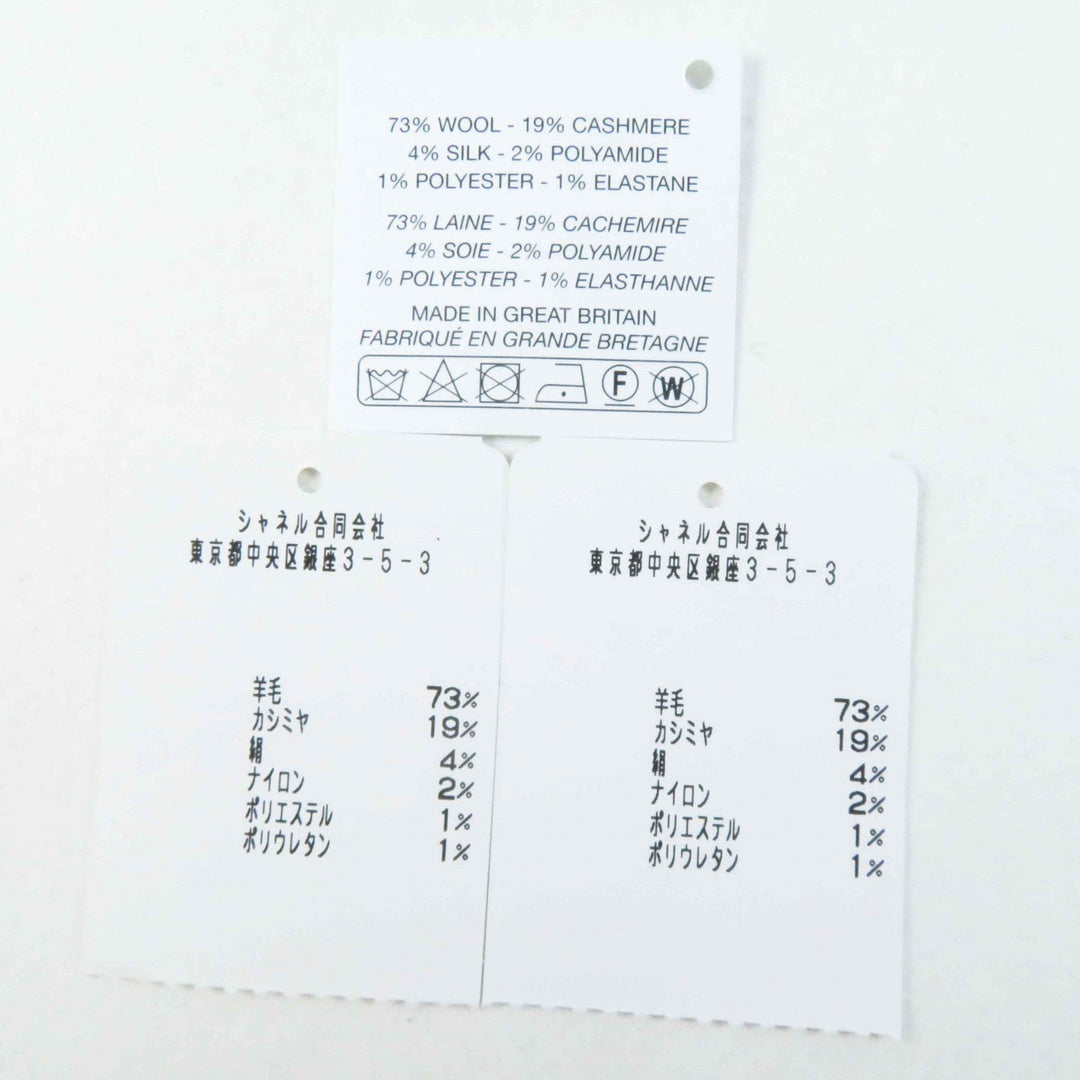 73% WOOL - 19% CASHMERE
4% SILK - 2% POLYAMIDE
1% POLYESTER - 1% ELASTANE
73% LAINE - 19% CACHEMIRE
4% SOIE - 2% POLYAMIDE
1% POLYESTER - 1% ELASTHANNE
MADE IN GREAT BRITAIN
FABRIQUÉ EN GRANDE BRETAGNE
F W
シャネル合同会社
東京都中央区銀座3-5-3
羊毛 73%
カシミヤ 19%
絹 4%
ナイロン 2%
ポリエステル 1%
ポリウレタン 1%
シャネル合同会社
東京都中央区銀座3-5-3
羊毛 73%
カシミヤ 19%
絹 4%
ナイロン 2%
ポリエステル 1%
ポリウレタン 1%